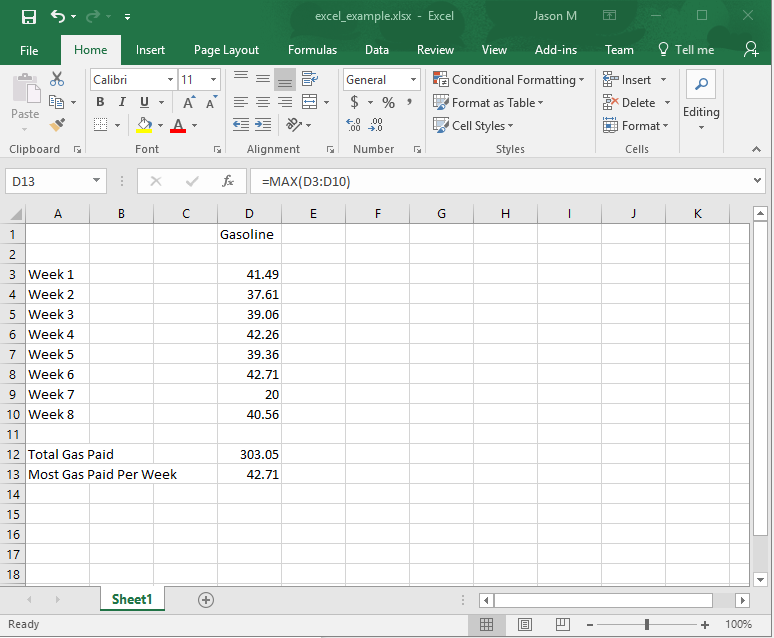 excel_example.xlsx - Excel Jason M
File Home Insert Page Layout Formulas Data Review View Add-ins Team Tell me
Calibri 11 General Conditional Formatting Insert
Paste B I U A A $ % , Format as Table Delete Editing
A .0 .00 .00 .0 Cell Styles Format
Clipboard Font Alignment Number Styles Cells
D13 fx =MAX(D3:D10)
A B C D E F G H I J K
1 Gasoline
2
3 Week 1 41.49
4 Week 2 37.61
5 Week 3 39.06
6 Week 4 42.26
7 Week 5 39.36
8 Week 6 42.71
9 Week 7 20
10 Week 8 40.56
11
12 Total Gas Paid 303.05
13 Most Gas Paid Per Week 42.71
14
15
16
17
18
Sheet1
Ready 100%